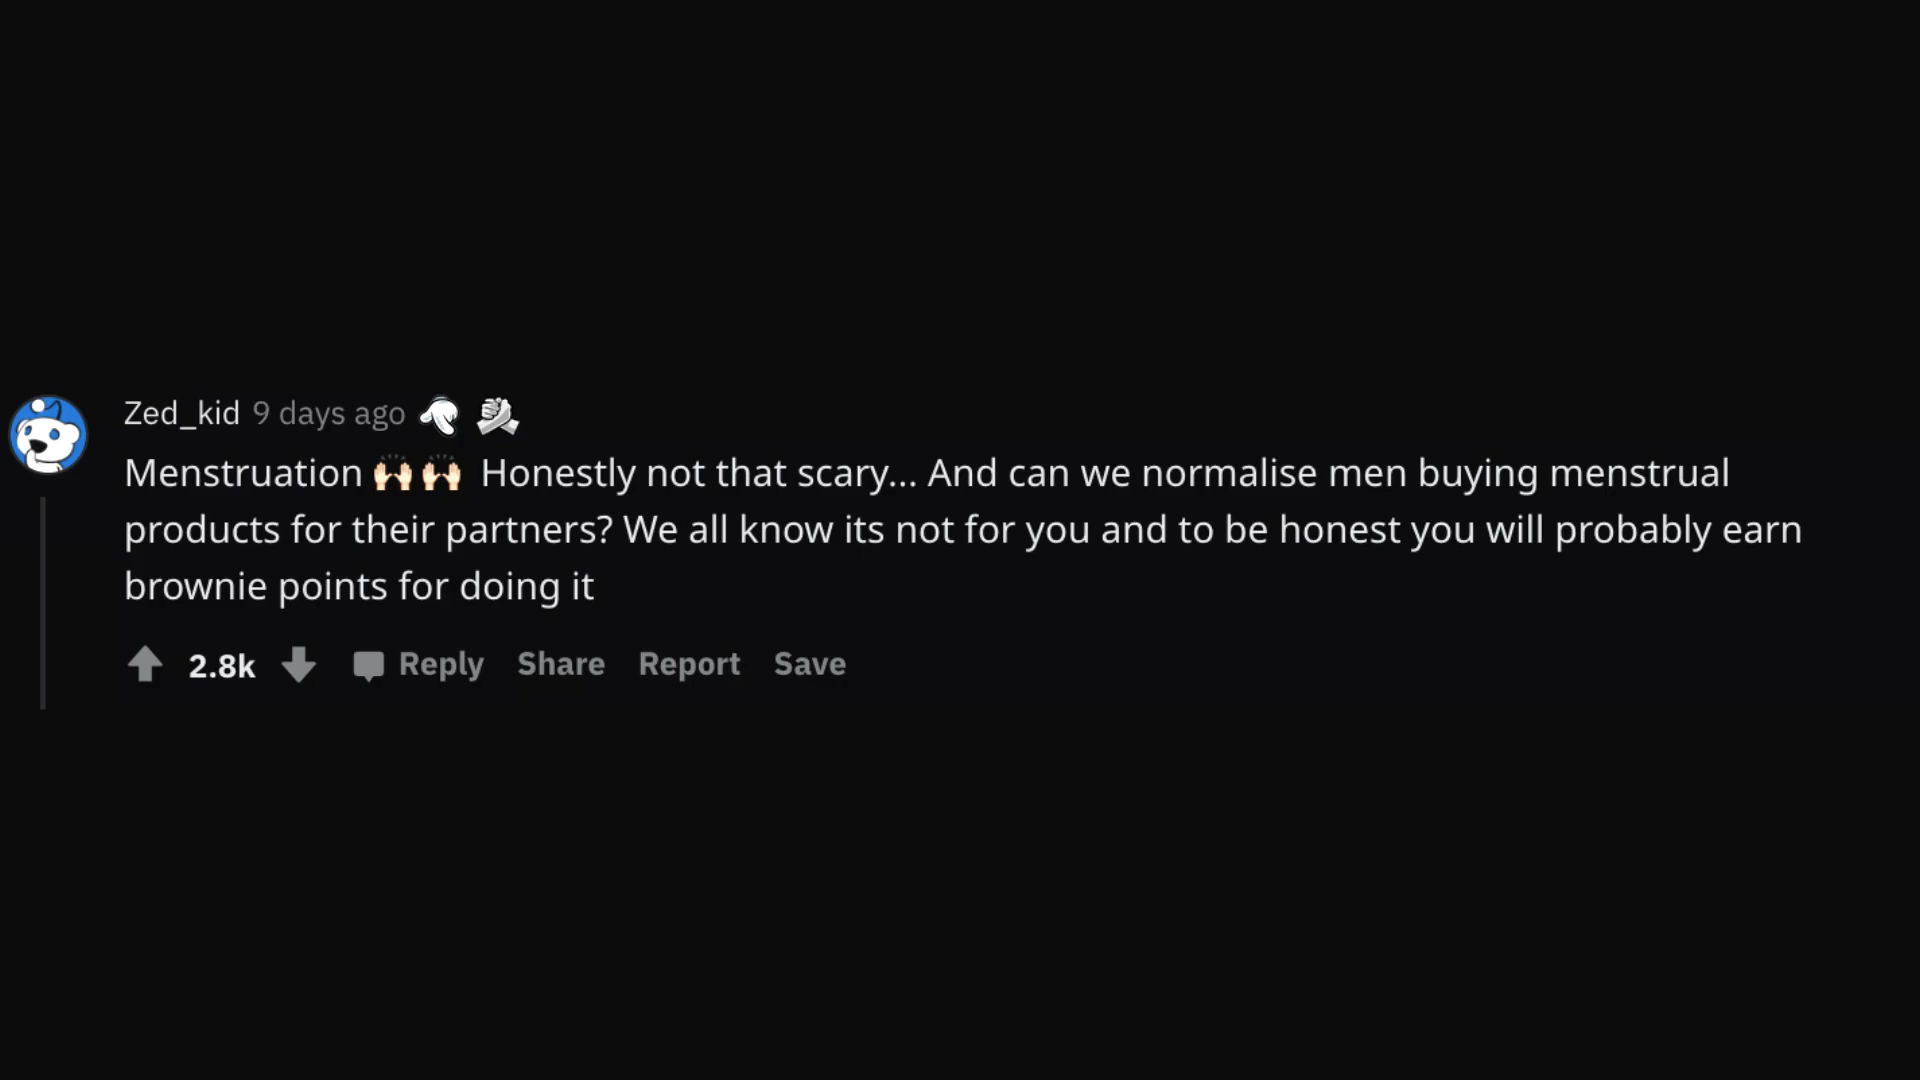 Zed_kid 9 days ago
Menstruation 🙌🏻🙌🏻 Honestly not that scary... And can we normalise men buying menstrual
products for their partners? We all know its not for you and to be honest you will probably earn
brownie points for doing it
2.8k Reply Share Report Save